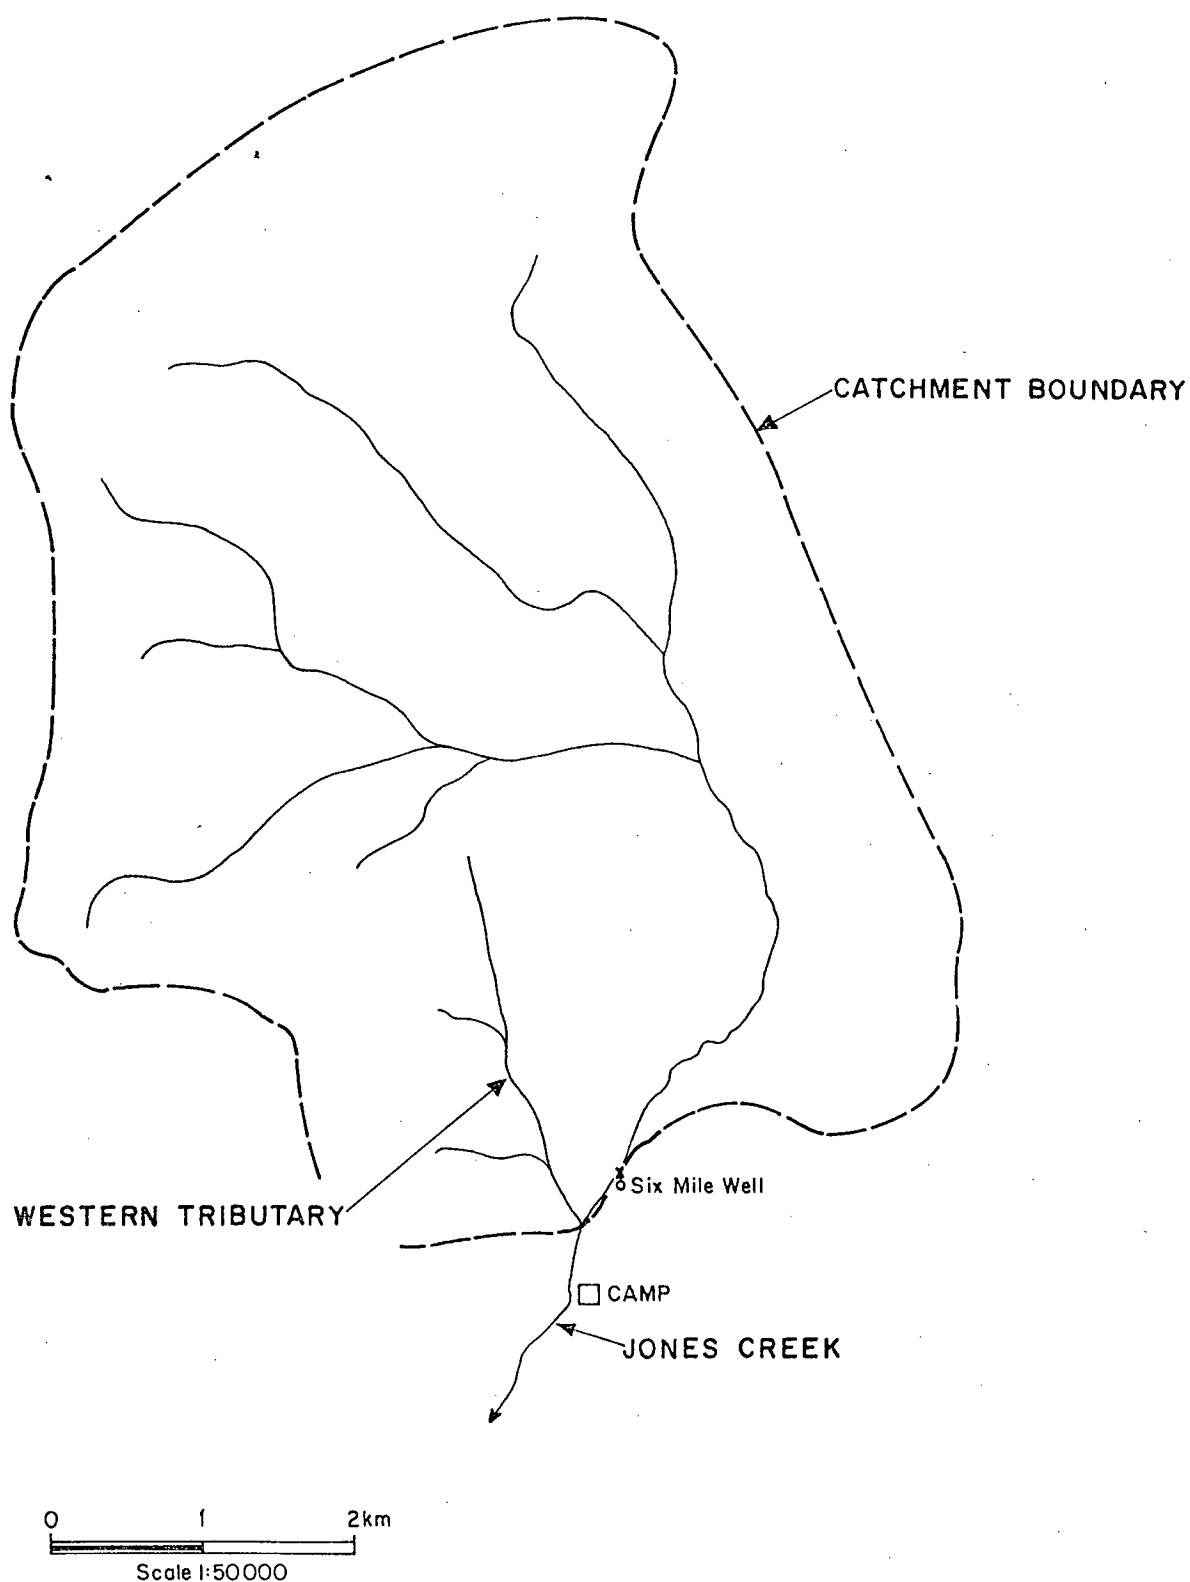 CATCHMENT BOUNDARY
Six Mile Well
WESTERN TRIBUTARY
CAMP
JONES CREEK
0 1 2km
Scale 1:50000